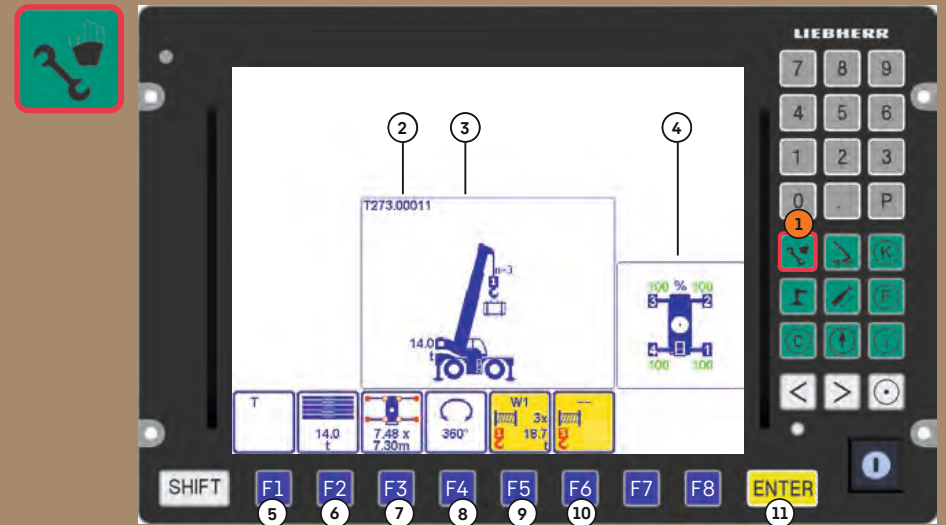 LIEBHERR
7 8 9
4 5 6
1 2 3
0 . P
1
K
F
C i
< >
2 3 4
T273.00011
n-3
1
14.0
t
100 % 100
3 2
4 1
100 100
T
14.0
t
7.48 x
7.30m
360°
W1
3x
18.7
t
--
SHIFT F1 F2 F3 F4 F5 F6 F7 F8 ENTER
5 6 7 8 9 10 11